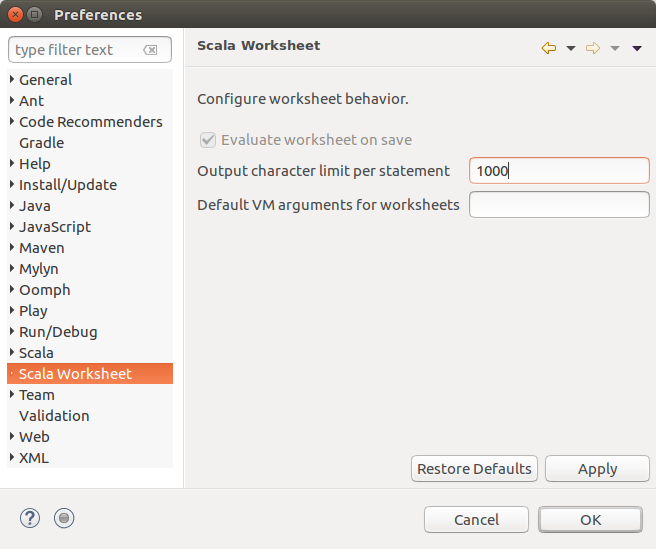 Preferences
type filter text
General
Ant
Code Recommenders
Gradle
Help
Install/Update
Java
JavaScript
Maven
Mylyn
Oomph
Play
Run/Debug
Scala
Scala Worksheet
Team
Validation
Web
XML
Scala Worksheet
Configure worksheet behavior.
Evaluate worksheet on save
Output character limit per statement 1000
Default VM arguments for worksheets
Restore Defaults Apply
Cancel OK